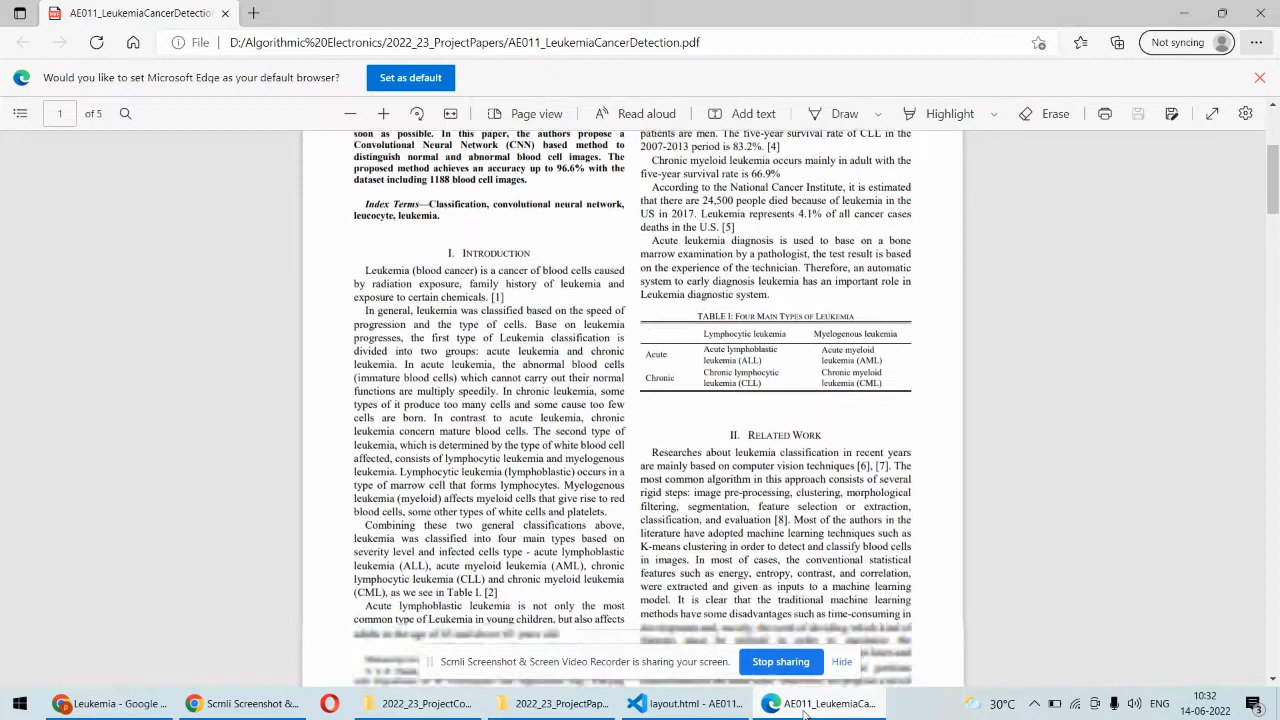 AE011_LeukemiaCancerDetection
File
D:/Algorithmic%20Electronics/2022_23_ProjectPapers/AE011_LeukemiaCancerDetection.pdf
Not syncing
Would you like to set Microsoft Edge as your default browser?
Set as default
1 of 5
Page view
Read aloud
Add text
Draw
Highlight
Erase
soon as possible. In this paper, the authors propose a
Convolutional Neural Network (CNN) based method to
distinguish normal and abnormal blood cell images. The
proposed method achieves an accuracy up to 96.6% with the
dataset including 1188 blood cell images.
Index Terms—Classification, convolutional neural network,
leucocyte, leukemia.
I. INTRODUCTION
Leukemia (blood cancer) is a cancer of blood cells caused
by radiation exposure, family history of leukemia and
exposure to certain chemicals. [1]
In general, leukemia was classified based on the speed of
progression and the type of cells. Base on leukemia
progresses, the first type of Leukemia classification is
divided into two groups: acute leukemia and chronic
leukemia. In acute leukemia, the abnormal blood cells
(immature blood cells) which cannot carry out their normal
functions are multiply speedily. In chronic leukemia, some
types of it produce too many cells and some cause too few
cells are born. In contrast to acute leukemia, chronic
leukemia concern mature blood cells. The second type of
leukemia, which is determined by the type of white blood cell
affected, consists of lymphocytic leukemia and myelogenous
leukemia. Lymphocytic leukemia (lymphoblastic) occurs in a
type of marrow cell that forms lymphocytes. Myelogenous
leukemia (myeloid) affects myeloid cells that give rise to red
blood cells, some other types of white cells and platelets.
Combining these two general classifications above,
leukemia was classified into four main types based on
severity level and infected cells type - acute lymphoblastic
leukemia (ALL), acute myeloid leukemia (AML), chronic
lymphocytic leukemia (CLL) and chronic myeloid leukemia
(CML), as we see in Table I. [2]
Acute lymphoblastic leukemia is not only the most
common type of Leukemia in young children, but also affects
patients are men. The five-year survival rate of CLL in the
2007-2013 period is 83.2%. [4]
Chronic myeloid leukemia occurs mainly in adult with the
five-year survival rate is 66.9%
According to the National Cancer Institute, it is estimated
that there are 24,500 people died because of leukemia in the
US in 2017. Leukemia represents 4.1% of all cancer cases
deaths in the U.S. [5]
Acute leukemia diagnosis is used to base on a bone
marrow examination by a pathologist, the test result is based
on the experience of the technician. Therefore, an automatic
system to early diagnosis leukemia has an important role in
Leukemia diagnostic system.
TABLE I: FOUR MAIN TYPES OF LEUKEMIA
Lymphocytic leukemia Myelogenous leukemia
Acute Acute lymphoblastic leukemia (ALL) Acute myeloid leukemia (AML)
Chronic Chronic lymphocytic leukemia (CLL) Chronic myeloid leukemia (CML)
II. RELATED WORK
Researches about leukemia classification in recent years
are mainly based on computer vision techniques [6], [7]. The
most common algorithm in this approach consists of several
rigid steps: image pre-processing, clustering, morphological
filtering, segmentation, feature selection or extraction,
classification, and evaluation [8]. Most of the authors in the
literature have adopted machine learning techniques such as
K-means clustering in order to detect and classify blood cells
in images. In most of cases, the conventional statistical
features such as energy, entropy, contrast, and correlation,
were extracted and given as inputs to a machine learning
model. It is clear that the traditional machine learning
methods have some disadvantages such as time-consuming in
Scrnli Screenshot & Screen Video Recorder is sharing your screen.
Stop sharing
Hide
Leukemia - Google ...
Scrnli Screenshot & ...
2022-23_ProjectCo...
2022-23_ProjectPap...
layout.html - AE011...
AE011_LeukemiaCa...
30°C
10:32
14-06-2022
3